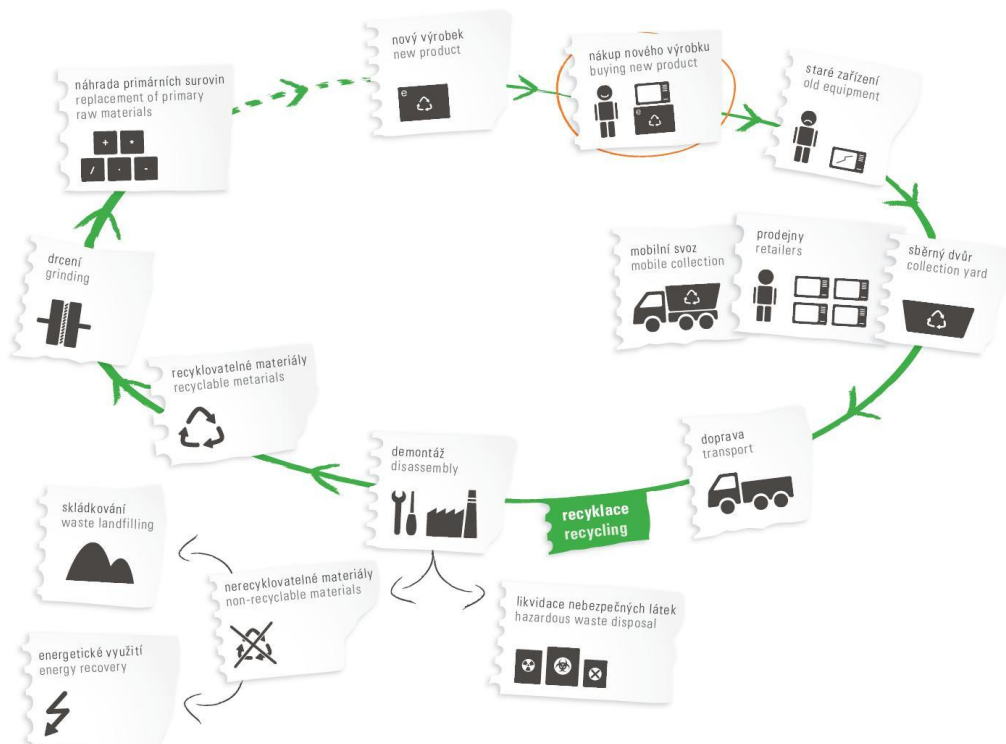 nový výrobek
new product
nákup nového výrobku
buying new product
staré zařízení
old equipment
náhrada primárních surovin
replacement of primary
raw materials
+ *
/ · -
e
e
mobilní svoz
mobile collection
prodejny
retailers
sběrný dvůr
collection yard
drcení
grinding
recyklovatelné materiály
recyclable metarials
demontáž
disassembly
recyklace
recycling
doprava
transport
skládkování
waste landfilling
nerecyklovatelné materiály
non-recyclable materials
likvidace nebezpečných látek
hazardous waste disposal
energetické využití
energy recovery